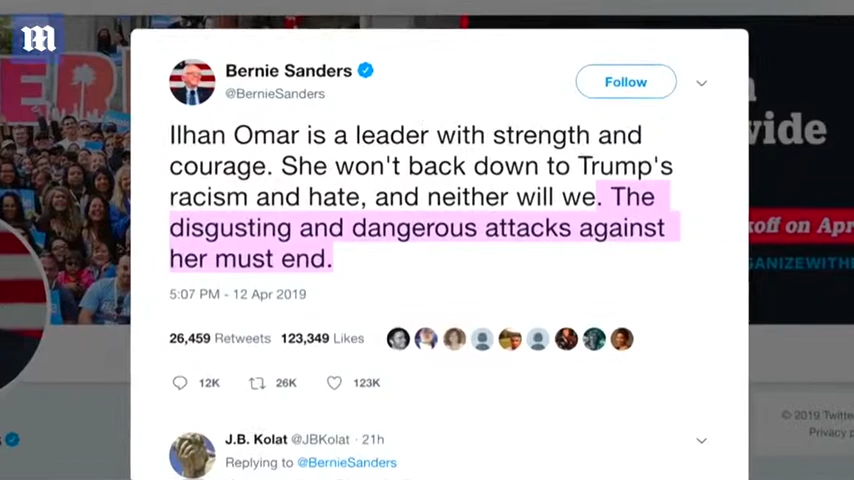 m
ER
Bernie Sanders
@BernieSanders
Follow
Ilhan Omar is a leader with strength and
courage. She won't back down to Trump's
racism and hate, and neither will we. The
disgusting and dangerous attacks against
her must end.
5:07 PM - 12 Apr 2019
26,459 Retweets 123,349 Likes
12K 26K 123K
J.B. Kolat @JBKolat · 21h
Replying to @BernieSanders
wide
koff on Apr
GANIZEWITH
© 2019 Twitte
Privacy p